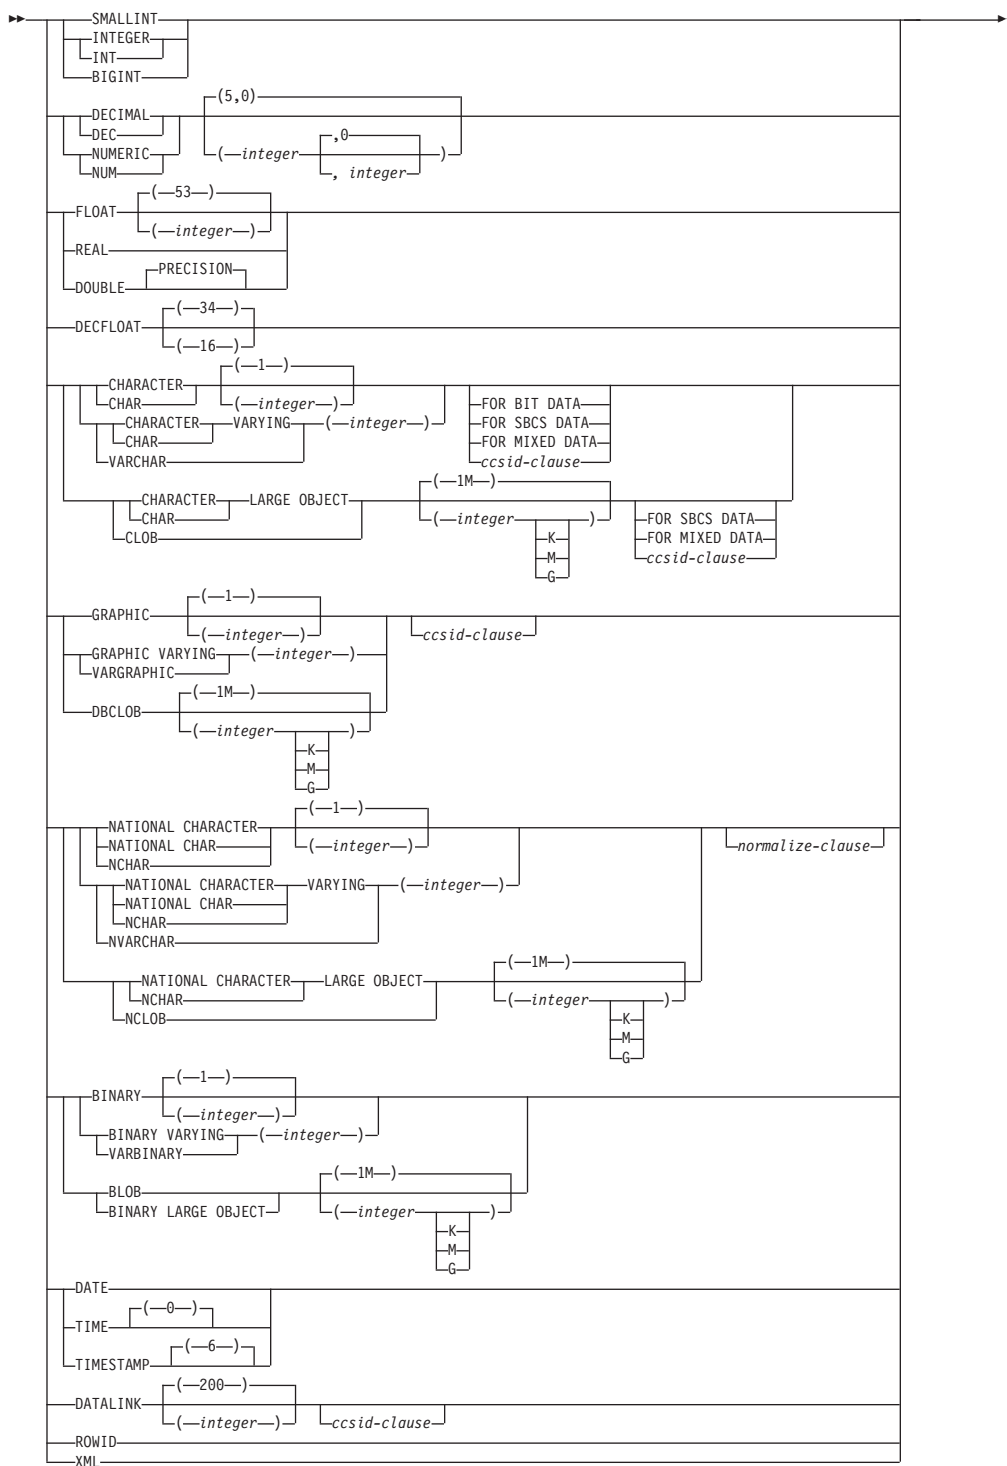 SMALLINT
INTEGER
INT
BIGINT
(5,0)
DECIMAL
DEC
NUMERIC
NUM
,0
( integer )
, integer
( 53 )
FLOAT
( integer )
REAL
PRECISION
DOUBLE
( 34 )
DECFLOAT
( 16 )
( 1 )
CHARACTER
CHAR
( integer )
FOR BIT DATA
CHARACTER VARYING ( integer )
FOR SBCS DATA
CHAR
FOR MIXED DATA
VARCHAR
ccsid-clause
( 1M )
CHARACTER LARGE OBJECT
CHAR
( integer )
FOR SBCS DATA
CLOB
K
FOR MIXED DATA
M
ccsid-clause
G
( 1 )
GRAPHIC
( integer )
ccsid-clause
GRAPHIC VARYING ( integer )
VARGRAPHIC
( 1M )
DBCLOB
( integer )
K
M
G
( 1 )
NATIONAL CHARACTER
NATIONAL CHAR
( integer )
normalize-clause
NCHAR
NATIONAL CHARACTER VARYING ( integer )
NATIONAL CHAR
NCHAR
NVARCHAR
( 1M )
NATIONAL CHARACTER LARGE OBJECT
NCHAR
( integer )
NCLOB
K
M
G
( 1 )
BINARY
( integer )
BINARY VARYING ( integer )
VARBINARY
( 1M )
BLOB
BINARY LARGE OBJECT
( integer )
K
M
G
DATE
( 0 )
TIME
( 6 )
TIMESTAMP
( 200 )
DATALINK
( integer )
ccsid-clause
ROWID
XML